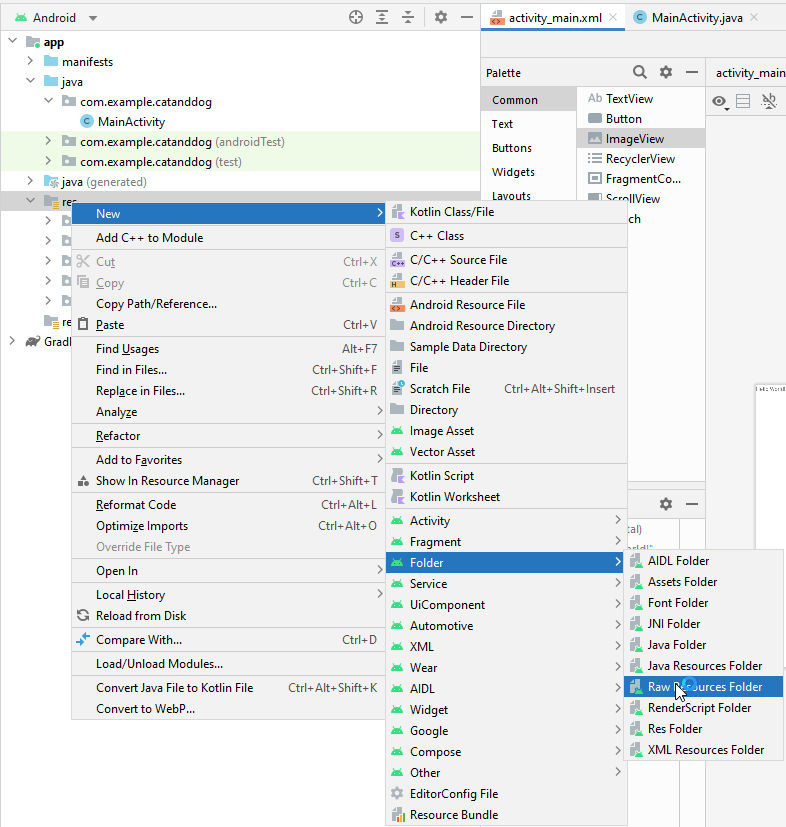 Android
activity_main.xml
MainActivity.java
app
manifests
java
com.example.catanddog
MainActivity
com.example.catanddog (androidTest)
com.example.catanddog (test)
java (generated)
res
Gradl
Palette
activity_main
Common
Text
Buttons
Widgets
Layouts
Ab TextView
Button
ImageView
RecyclerView
FragmentCo...
ScrollView
New
Add C++ to Module
Cut Ctrl+X
Copy Ctrl+C
Copy Path/Reference...
Paste Ctrl+V
Find Usages Alt+F7
Find in Files... Ctrl+Shift+F
Replace in Files... Ctrl+Shift+R
Analyze
Refactor
Add to Favorites
Show In Resource Manager Ctrl+Shift+T
Reformat Code Ctrl+Alt+L
Optimize Imports Ctrl+Alt+O
Override File Type
Open In
Local History
Reload from Disk
Compare With... Ctrl+D
Load/Unload Modules...
Convert Java File to Kotlin File Ctrl+Alt+Shift+K
Convert to WebP...
Kotlin Class/File
C++ Class
C/C++ Source File
C/C++ Header File
Android Resource File
Android Resource Directory
Sample Data Directory
File
Scratch File Ctrl+Alt+Shift+Insert
Directory
Image Asset
Vector Asset
Kotlin Script
Kotlin Worksheet
Activity
Fragment
Folder
Service
UiComponent
Automotive
XML
Wear
AIDL
Widget
Google
Compose
Other
EditorConfig File
Resource Bundle
AIDL Folder
Assets Folder
Font Folder
JNI Folder
Java Folder
Java Resources Folder
Raw Resources Folder
RenderScript Folder
Res Folder
XML Resources Folder
Hello World!